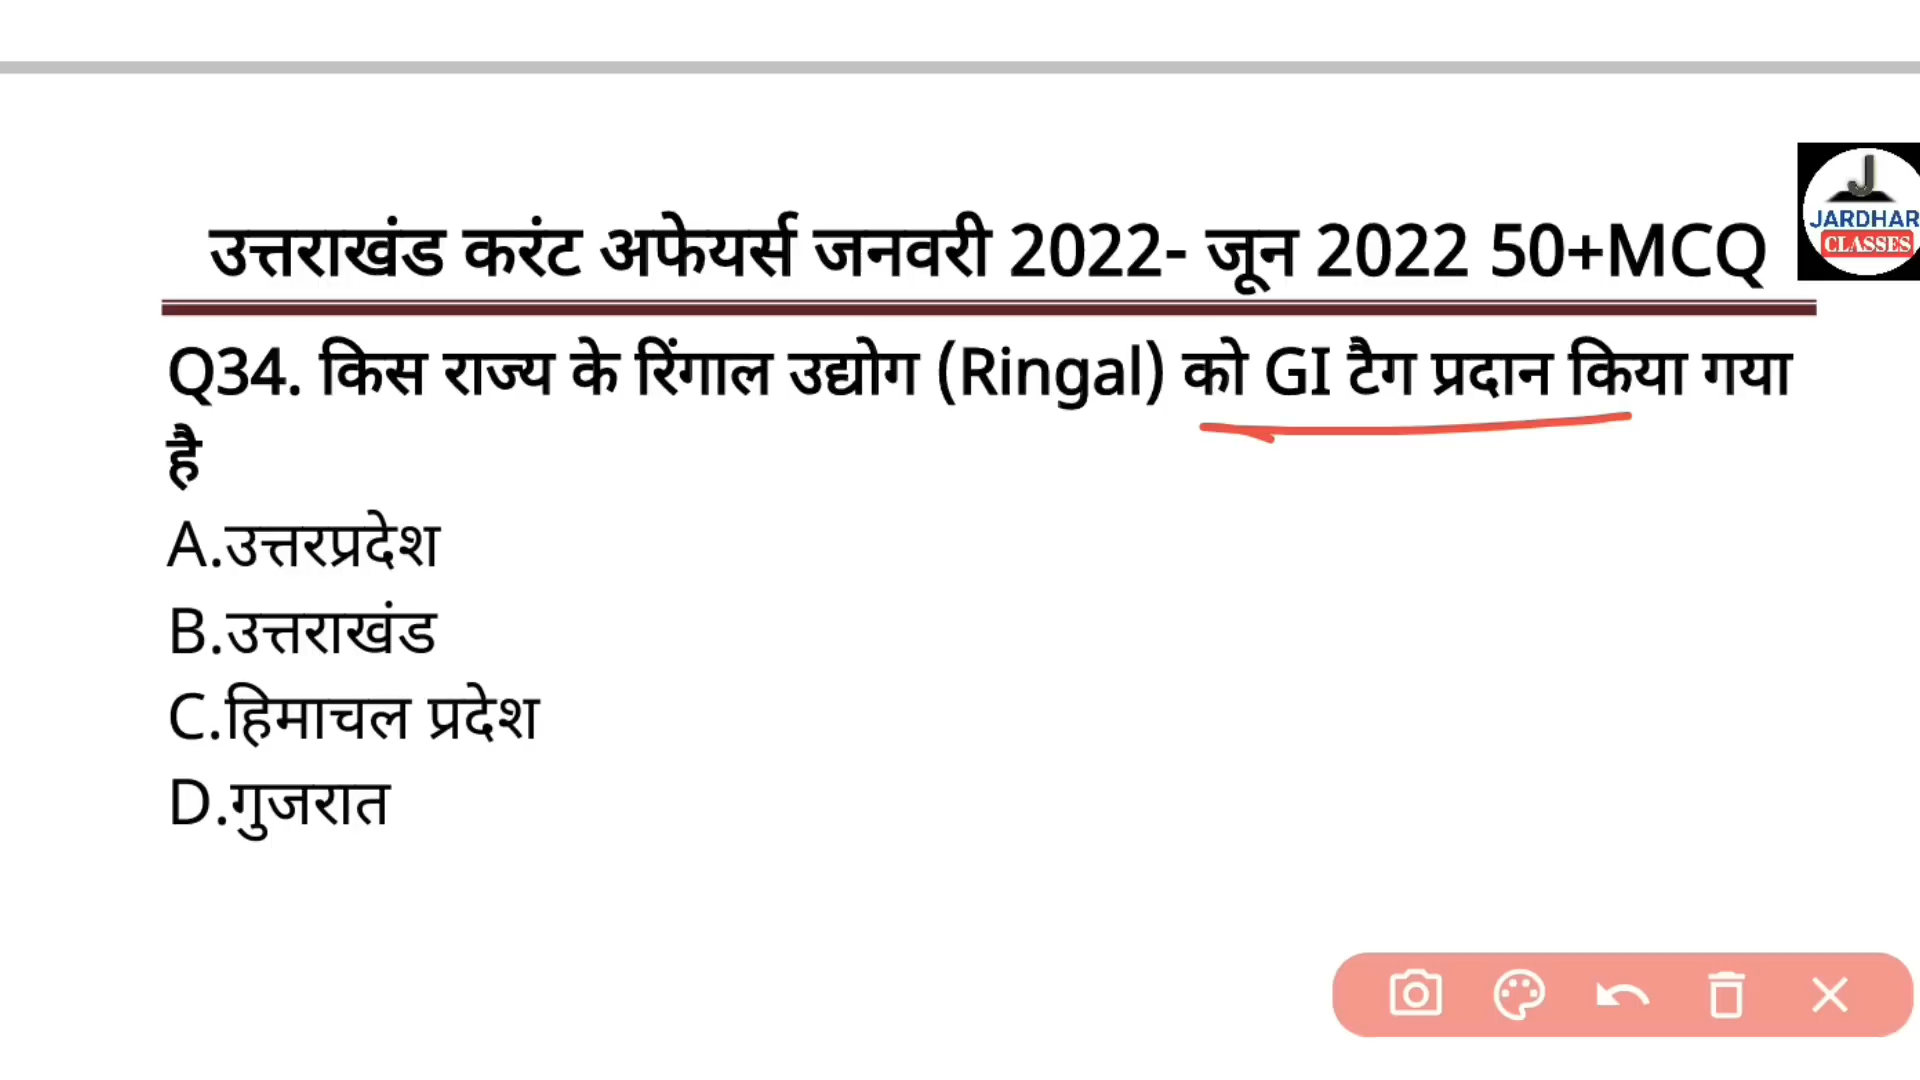 उत्तराखंड करंट अफेयर्स जनवरी 2022- जून 2022 50+MCQ
J
JARDHAR
CLASSES
Q34. किस राज्य के रिंगाल उद्योग (Ringal) को GI टैग प्रदान किया गया
है
A.उत्तरप्रदेश
B.उत्तराखंड
C.हिमाचल प्रदेश
D.गुजरात